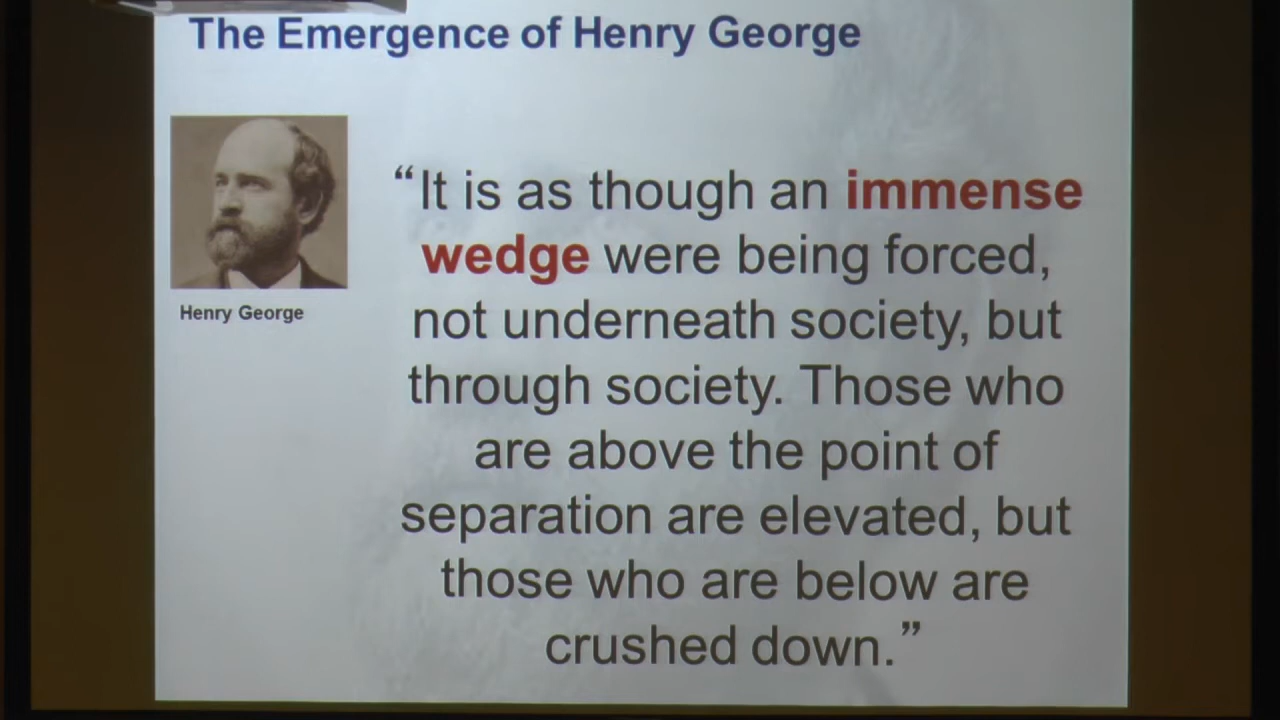 The Emergence of Henry George
Henry George
“It is as though an immense
wedge were being forced,
not underneath society, but
through society. Those who
are above the point of
separation are elevated, but
those who are below are
crushed down.”